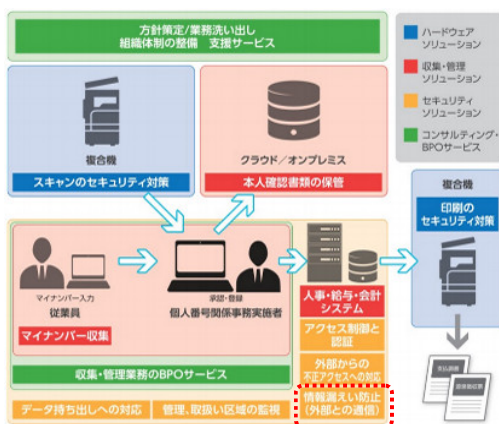 方針策定/業務洗い出し
組織体制の整備　支援サービス
ハードウェア
ソリューション
収集・管理
ソリューション
セキュリティ
ソリューション
コンサルティング・
BPOサービス
複合機
スキャンのセキュリティ対策
クラウド/オンプレミス
本人確認書類の保管
複合機
印刷の
セキュリティ対策
マイナンバー入力
従業員
マイナンバー収集
承認・登録
個人番号関係事務実施者
人事・給与・会計
システム
アクセス制御と
認証
外部からの
不正アクセスへの対応
情報漏えい防止
(外部との通信)
収集・管理業務のBPOサービス
データ持ち出しへの対応
管理、取扱い区域の監視
支払調書
源泉徴収票